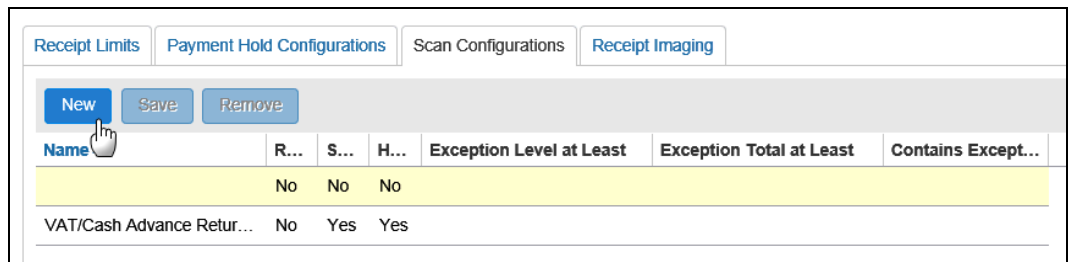 Receipt Limits Payment Hold Configurations Scan Configurations Receipt Imaging
New Save Remove
Name R... S... H... Exception Level at Least Exception Total at Least Contains Except...
No No No
VAT/Cash Advance Retur... No Yes Yes